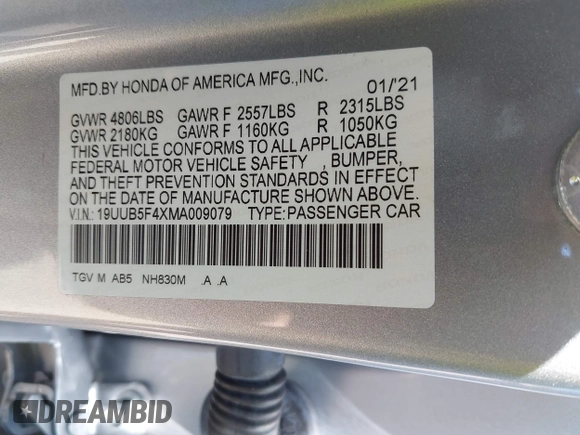 MFD.BY HONDA OF AMERICA MFG.,INC. 01/'21
GVWR 4806LBS GAWR F 2557LBS R 2315LBS
GVWR 2180KG GAWR F 1160KG R 1050KG
THIS VEHICLE CONFORMS TO ALL APPLICABLE
FEDERAL MOTOR VEHICLE SAFETY , BUMPER,
AND THEFT PREVENTION STANDARDS IN EFFECT
ON THE DATE OF MANUFACTURE SHOWN ABOVE.
V.I.N.: 19UUB5F4XMA009079 TYPE:PASSENGER CAR
TGV M AB5 NH830M .A .A
DREAMBID